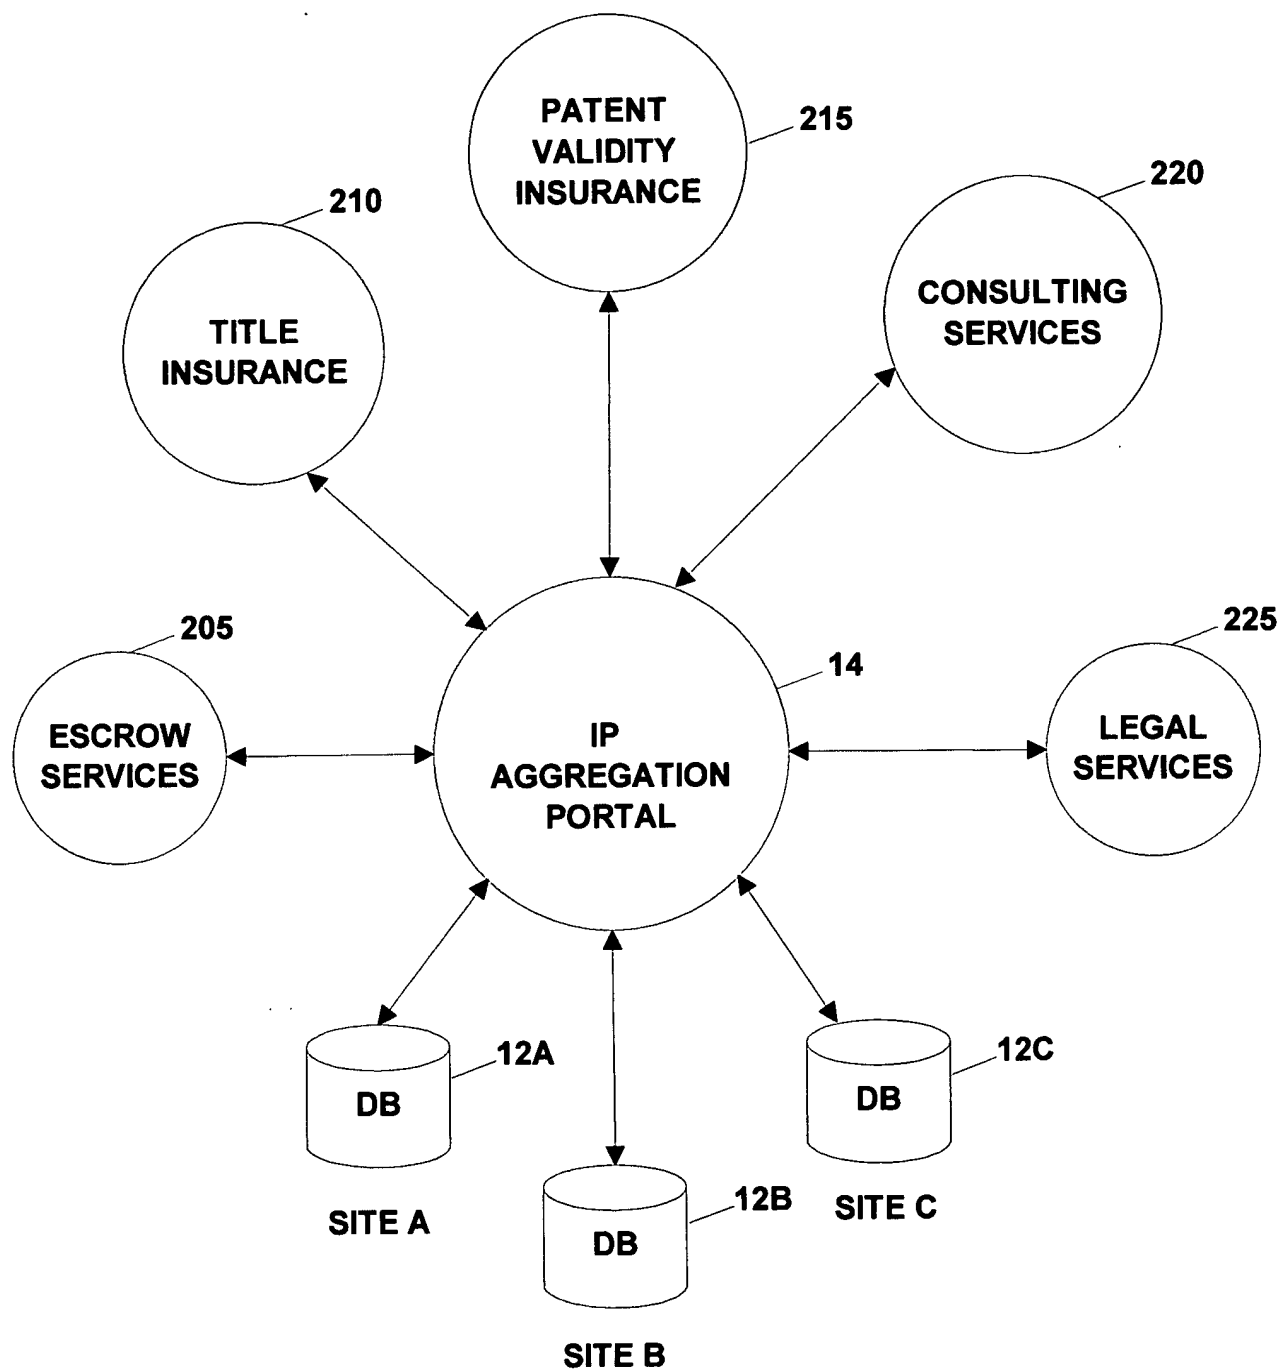 PATENT
VALIDITY
INSURANCE
215
220
210
CONSULTING
SERVICES
TITLE
INSURANCE
205
225
14
ESCROW
SERVICES
IP
AGGREGATION
PORTAL
LEGAL
SERVICES
12A
DB
SITE A
12B
DB
SITE B
12C
DB
SITE C